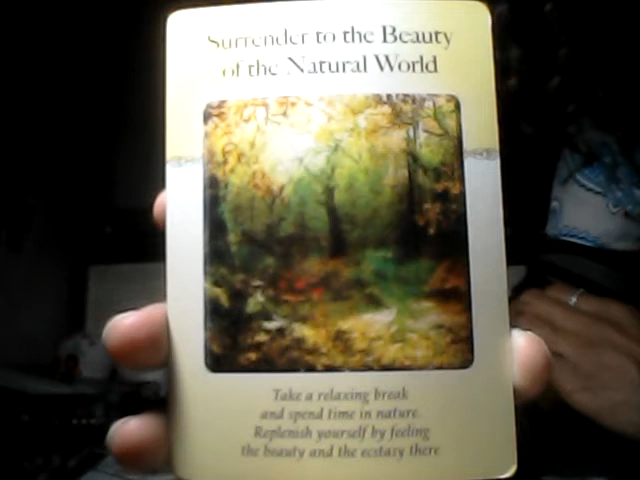 Surrender to the Beauty
of the Natural World
Take a relaxing break
and spend time in nature.
Replenish yourself by feeling
the beauty and the ecstasy there